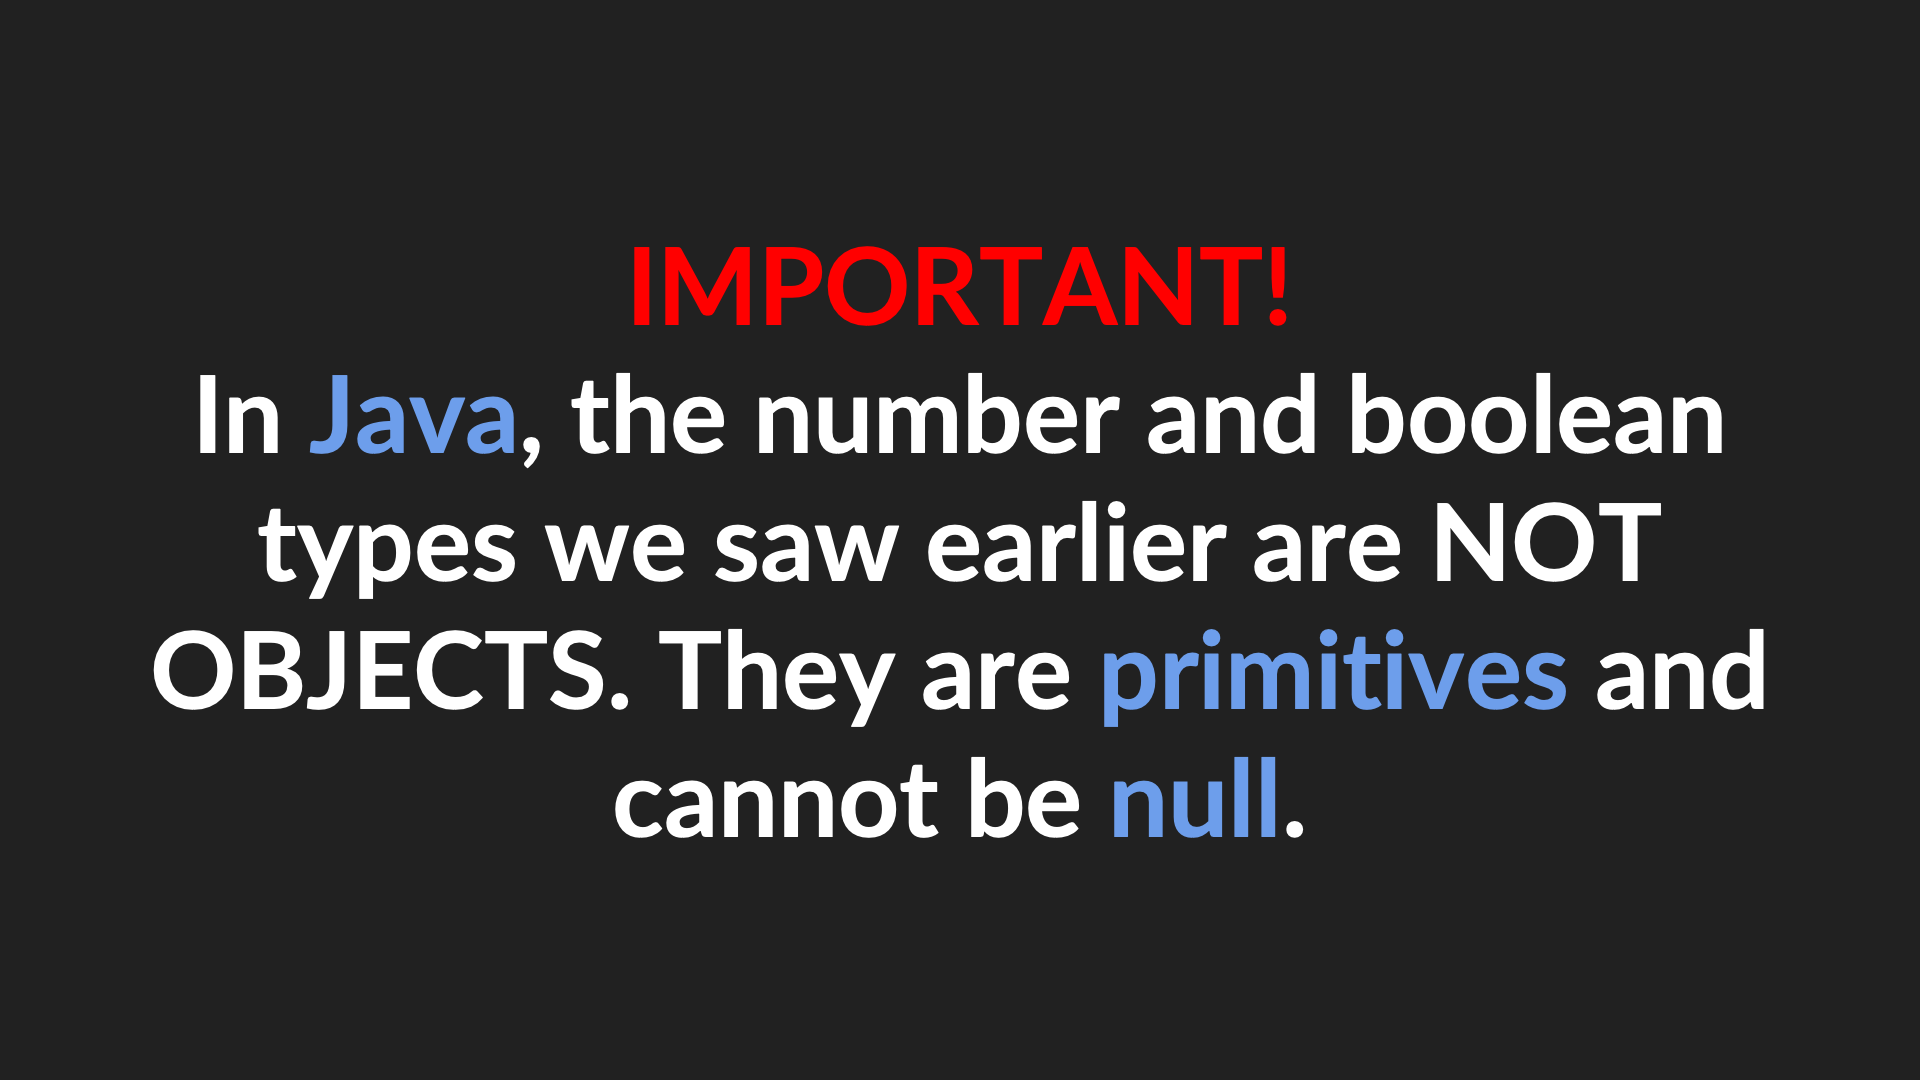 IMPORTANT!
In Java, the number and boolean
types we saw earlier are NOT
OBJECTS. They are primitives and
cannot be null.